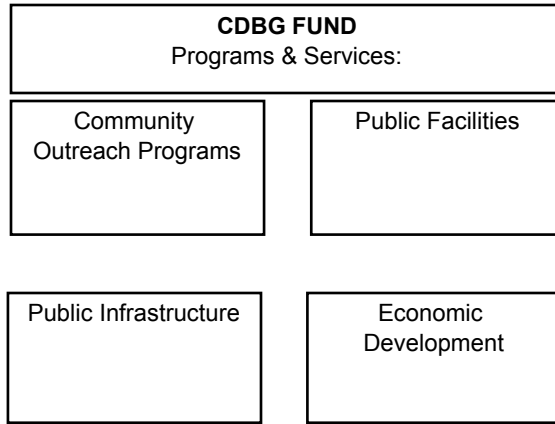 CDBG FUND
Programs & Services:
Community
Outreach Programs
Public Facilities
Public Infrastructure
Economic
Development